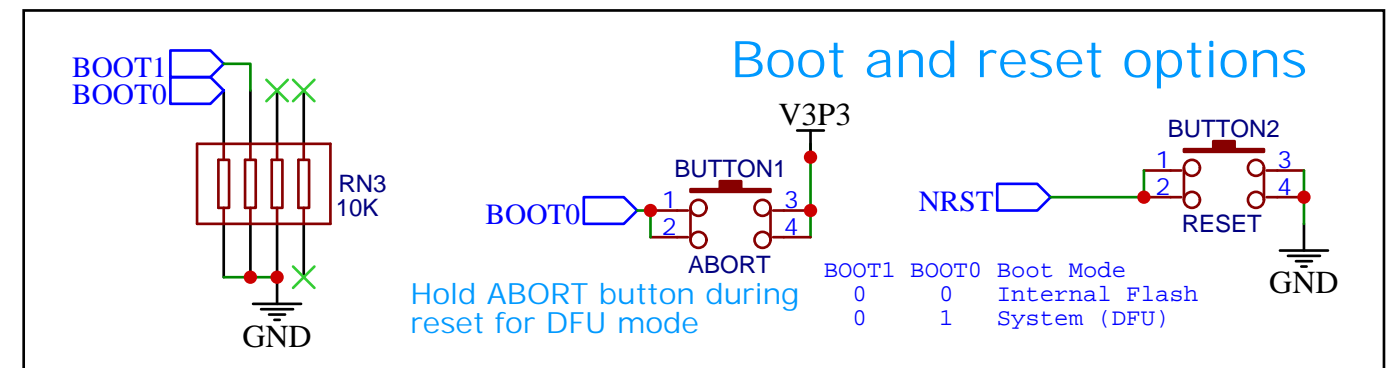 Boot and reset options
BOOT1
BOOT0
RN3
10K
GND
V3P3
BUTTON1
BOOT0
1
2
3
4
ABORT
Hold ABORT button during
reset for DFU mode
BUTTON2
NRST
1
2
3
4
RESET
GND
BOOT1 BOOT0 Boot Mode
0 0 Internal Flash
0 1 System (DFU)